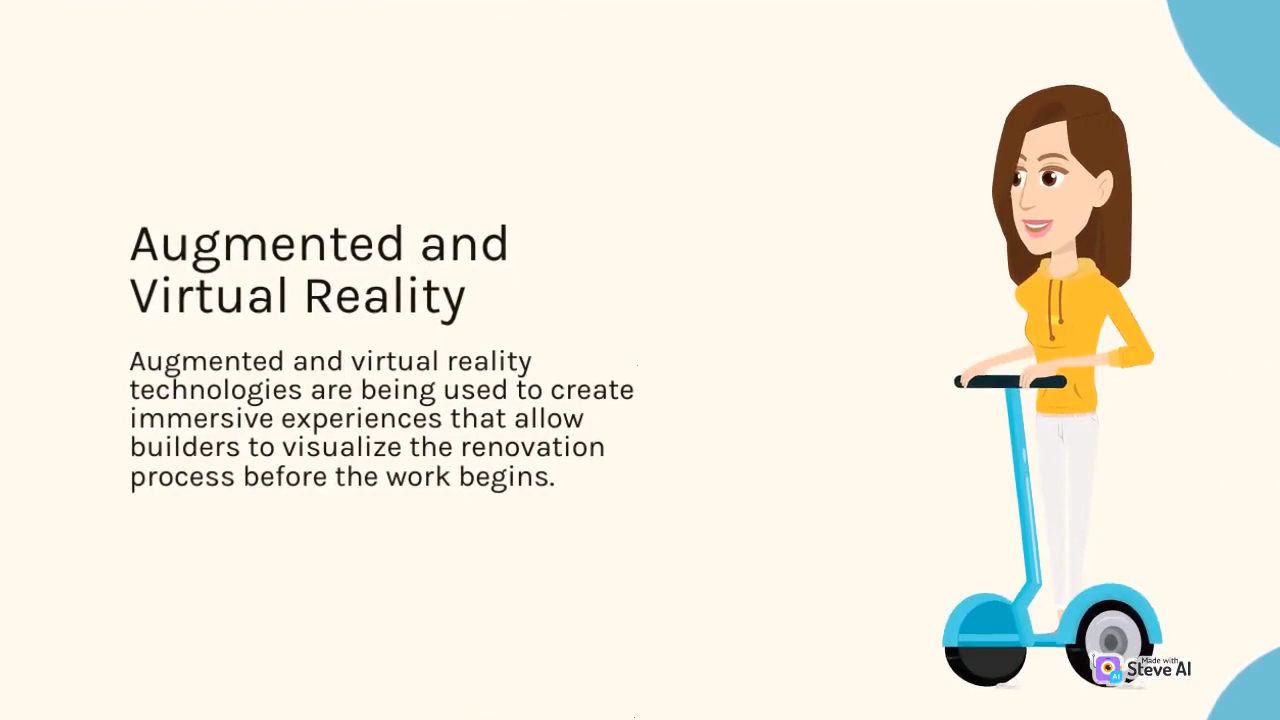 Augmented and
Virtual Reality
Augmented and virtual reality
technologies are being used to create
immersive experiences that allow
builders to visualize the renovation
process before the work begins.
Made with
Steve AI
AI